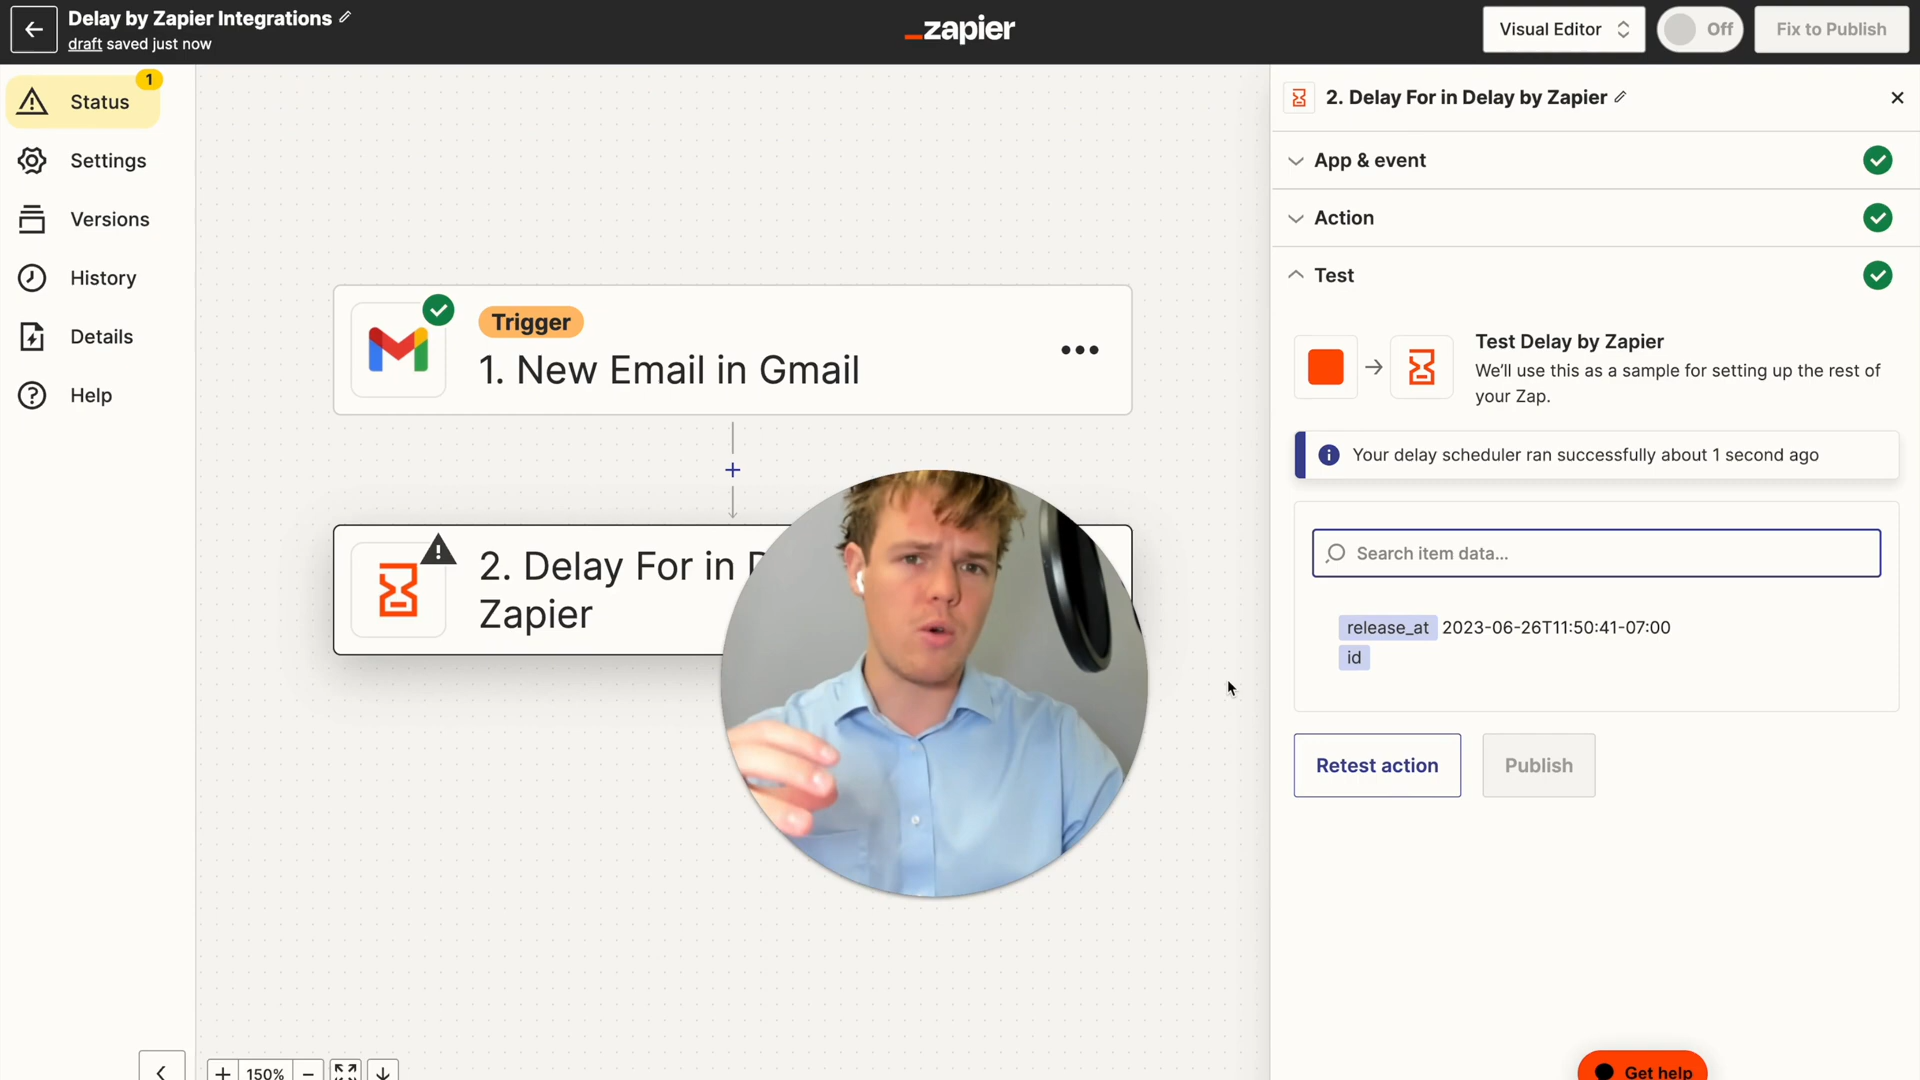 Delay by Zapier Integrations
draft saved just now
zapier
Visual Editor
Off
Fix to Publish
1
Status
Settings
Versions
History
Details
Help
Trigger
1. New Email in Gmail
2. Delay For in
Zapier
150%
2. Delay For in Delay by Zapier
App & event
Action
Test
Test Delay by Zapier
We'll use this as a sample for setting up the rest of
your Zap.
Your delay scheduler ran successfully about 1 second ago
Search item data...
release_at 2023-06-26T11:50:41-07:00
id
Retest action
Publish
Get help